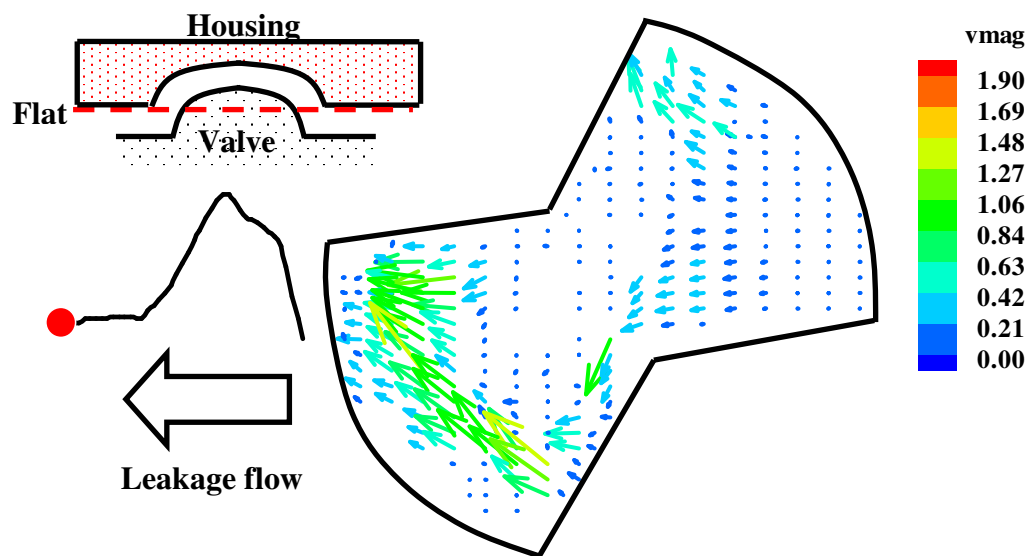 Housing
Flat
Valve
Leakage flow
vmag
1.90
1.69
1.48
1.27
1.06
0.84
0.63
0.42
0.21
0.00